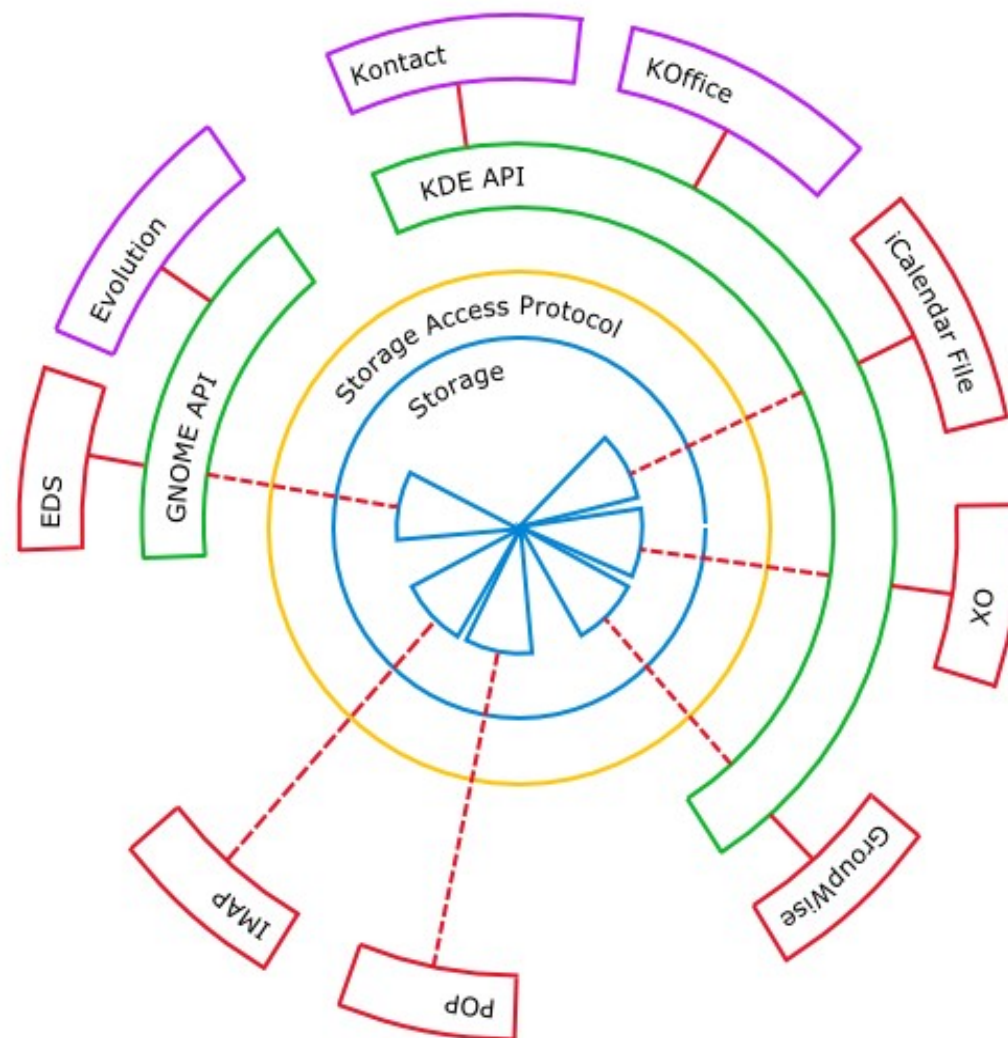 Kontact
KOffice
KDE API
Evolution
iCalendar File
GNOME API
Storage Access Protocol
Storage
EDS
OX
GroupWise
IMAP
POP